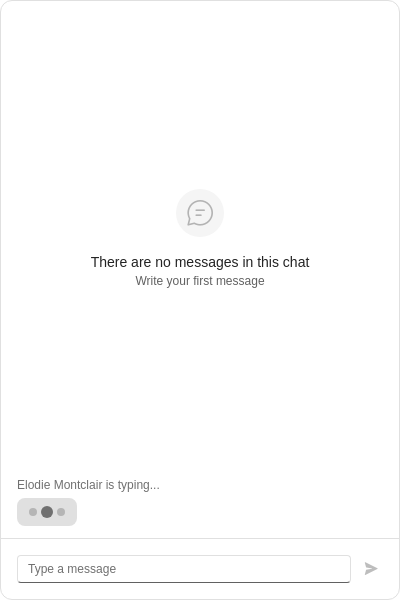 There are no messages in this chat
Write your first message
Elodie Montclair is typing...
Type a message